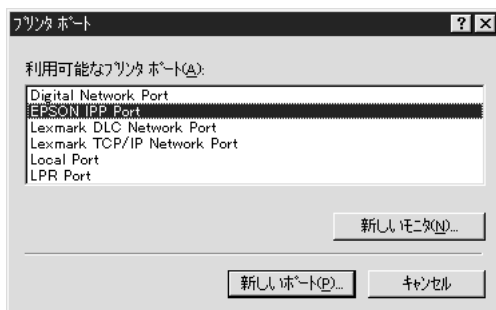 プリンタ ポート
利用可能なプリンタ ポート(A):
Digital Network Port
EPSON IPP Port
Lexmark DLC Network Port
Lexmark TCP/IP Network Port
Local Port
LPR Port
新しいモニタ(N)...
新しいポート(P)...
キャンセル